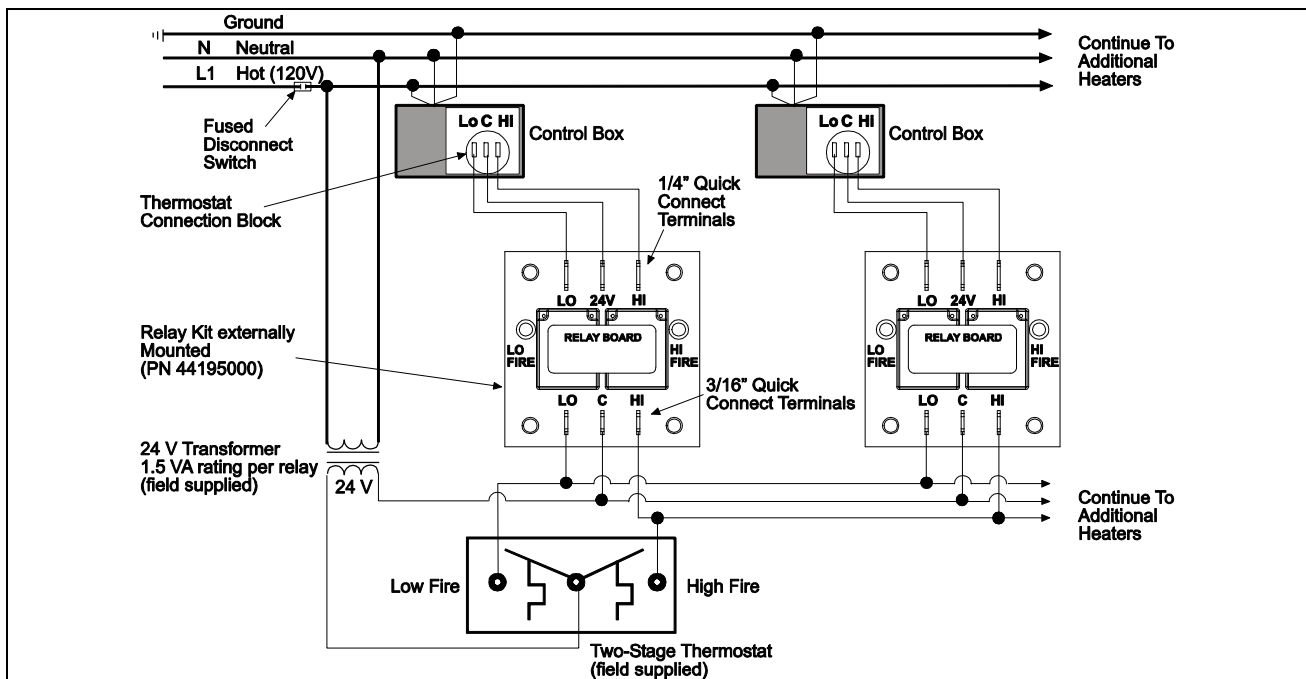 Ground
N Neutral
L1 Hot (120V)
Continue To
Additional
Heaters
Fused
Disconnect
Switch
Lo C HI
Control Box
Lo C HI
Control Box
Thermostat
Connection Block
1/4” Quick
Connect
Terminals
LO 24V HI
RELAY BOARD
LO
FIRE
HI
FIRE
LO C HI
LO 24V HI
RELAY BOARD
LO
FIRE
HI
FIRE
LO C HI
Relay Kit externally
Mounted
(PN 44195000)
3/16” Quick
Connect Terminals
24 V Transformer
1.5 VA rating per relay
(field supplied)
24 V
Continue To
Additional
Heaters
Low Fire
High Fire
Two-Stage Thermostat
(field supplied)